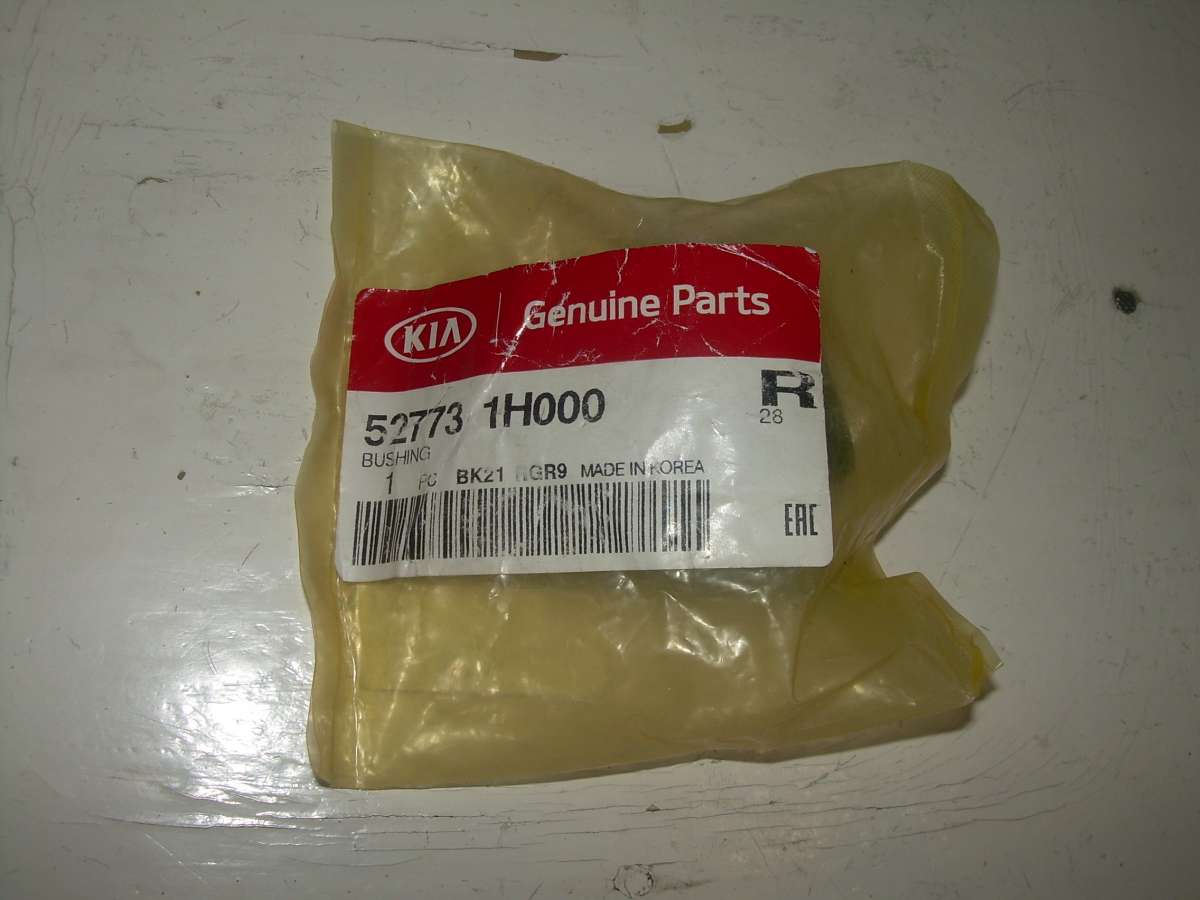 KIA | Genuine Parts
52773 1H000
R
28
BUSHING
1 PC BK21 RGR9 MADE IN KOREA
EAC